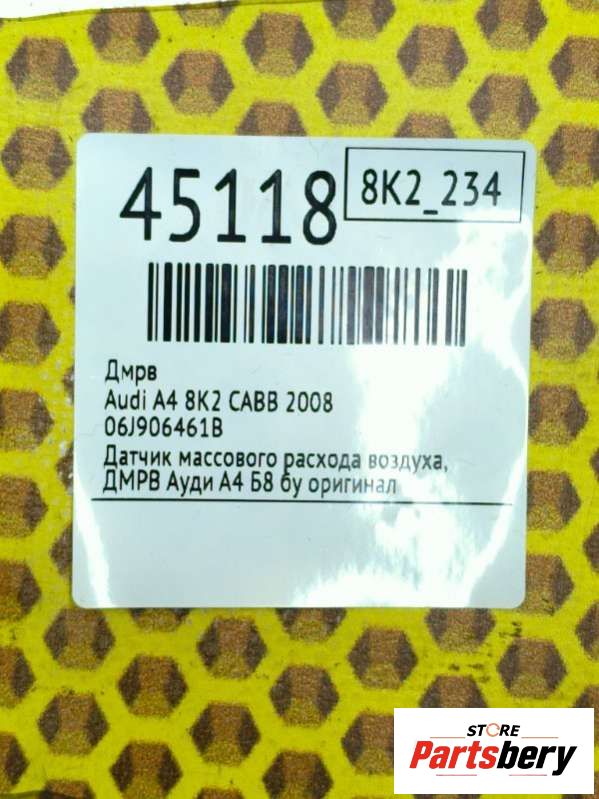 45118
8K2_234
Дмрв
Audi A4 8K2 CABB 2008
06J906461B
Датчик массового расхода воздуха,
ДМРВ Ауди А4 Б8 бу оригинал
STORE
Partsbery